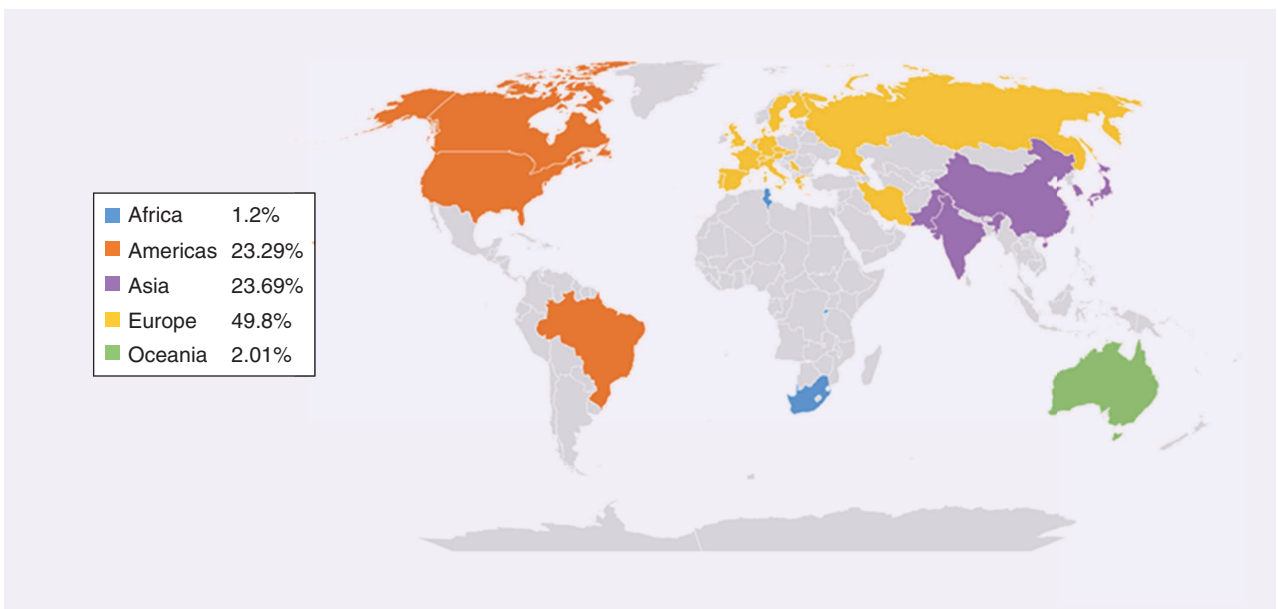 Africa 1.2%
Americas 23.29%
Asia 23.69%
Europe 49.8%
Oceania 2.01%